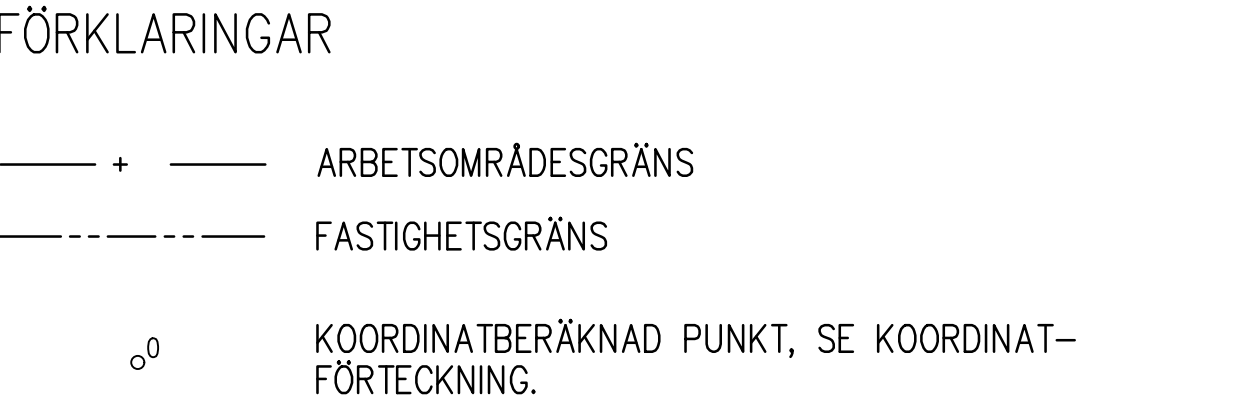 FÖRKLARINGAR
ARBETSOMRÅDESGRÄNS
FASTIGHETSGRÄNS
0
KOORDINATBERÄKNAD PUNKT, SE KOORDINAT-
FÖRTECKNING.